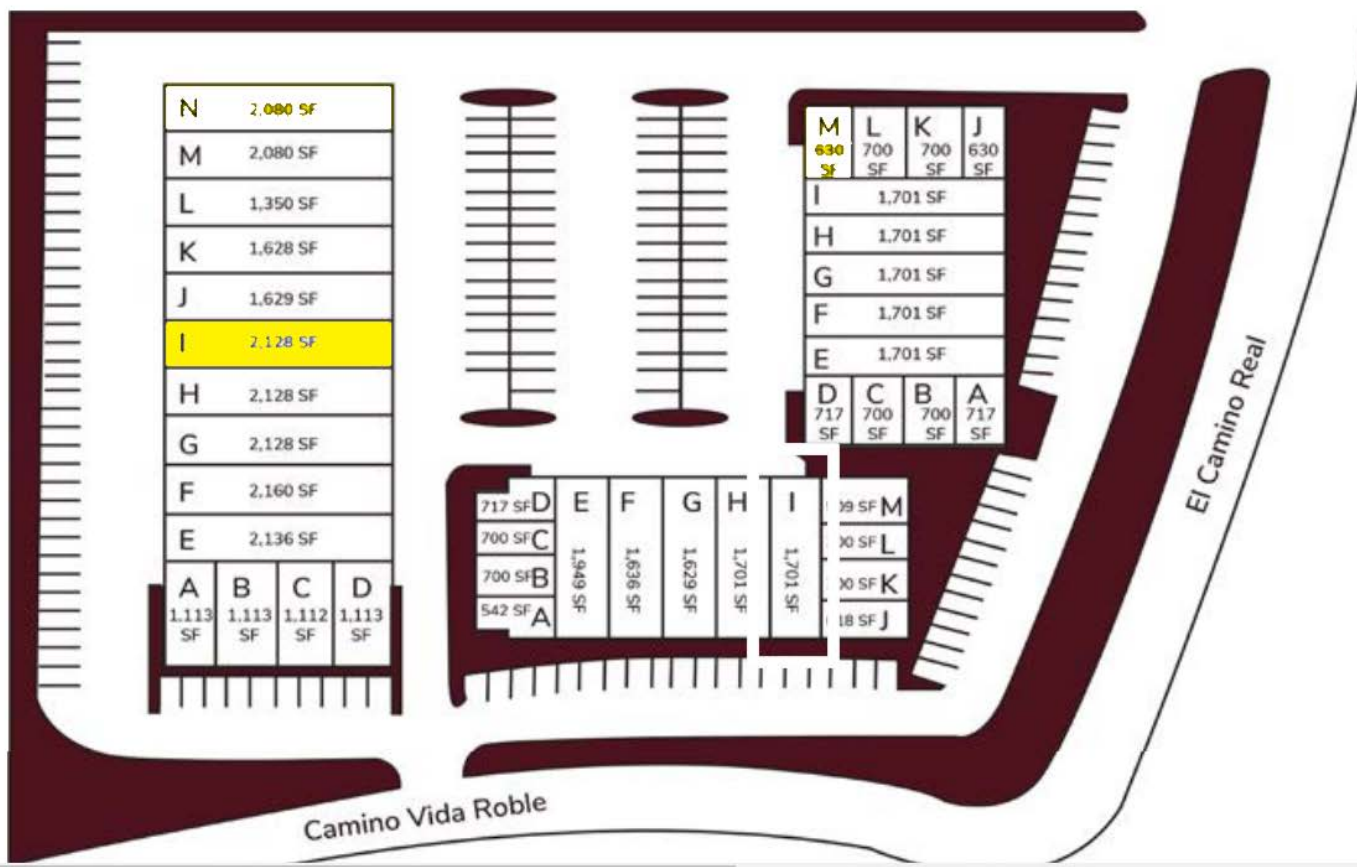 N 2,080 SF
M 2,080 SF
L 1,350 SF
K 1,628 SF
J 1,629 SF
I 2,128 SF
H 2,128 SF
G 2,128 SF
F 2,160 SF
E 2,136 SF
A B C D
1,113 1,113 1,112 1,113
SF SF SF SF
M L K J
630 700 700 630
SF SF SF SF
I 1,701 SF
H 1,701 SF
G 1,701 SF
F 1,701 SF
E 1,701 SF
D C B A
717 700 700 717
SF SF SF SF
717 SF D
700 SF C
700 SF B
542 SF A
E F G H I
1,949 SF
1,636 SF
1,629 SF
1,701 SF
1,701 SF
SF M
SF L
SF K
SF J
El Camino Real
Camino Vida Roble